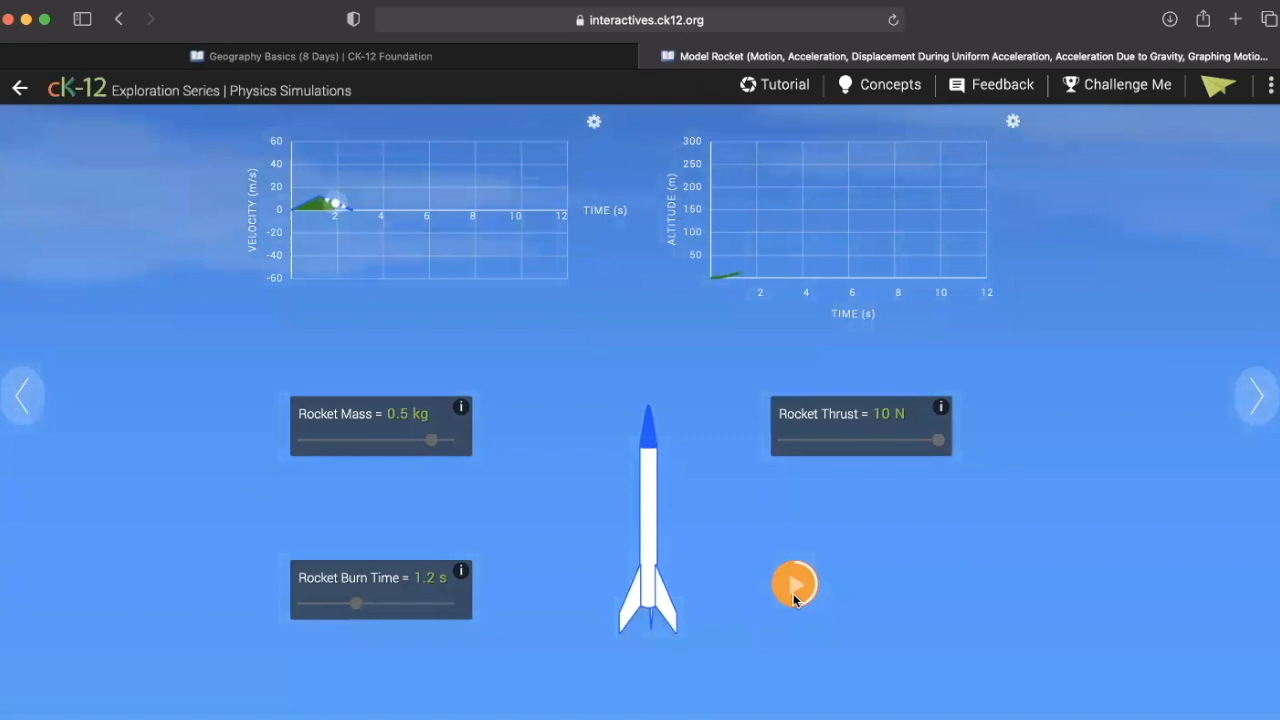 interactives.ck12.org
Geography Basics (8 Days) | CK-12 Foundation
Model Rocket (Motion, Acceleration, Displacement During Uniform Acceleration, Acceleration Due to Gravity, Graphing Motio...
cK-12 Exploration Series | Physics Simulations
Tutorial
Concepts
Feedback
Challenge Me
VELOCITY (m/s)
60
40
20
0
-20
-40
-60
2 4 6 8 10 12
TIME (s)
ALTITUDE (m)
300
250
200
150
100
50
2 4 6 8 10 12
TIME (s)
Rocket Mass = 0.5 kg i
Rocket Thrust = 10 N i
Rocket Burn Time = 1.2 s i